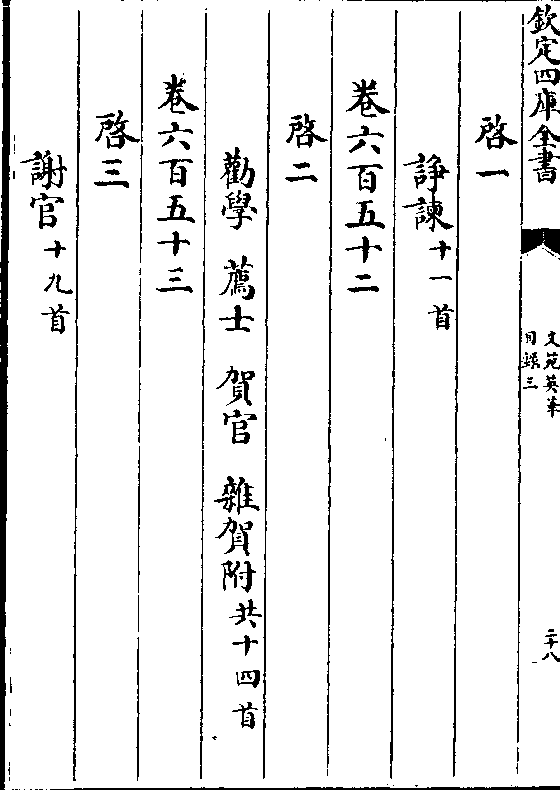 欽定四庫全書
文苑英華
目録三
二十八
啓一
諍諫十一首
卷六百五十二
啓二
勸學 薦士 賀官 雜賀附共十四首
卷六百五十三
啓三
謝官十九首